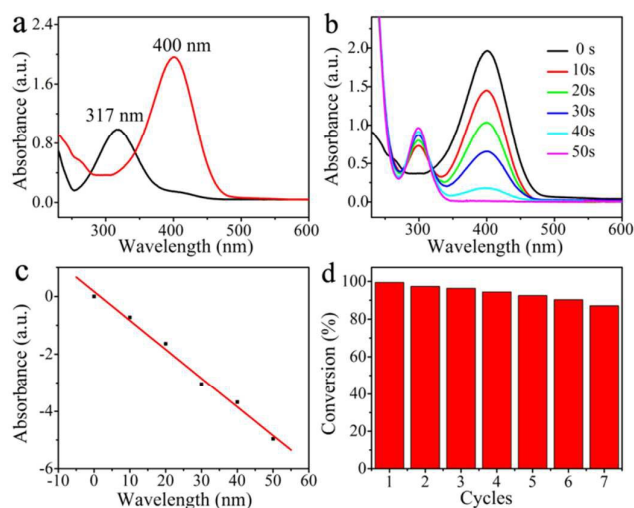 a
400 nm
317 nm
Absorbance (a.u.)
2.4
1.6
0.8
0.0
300 400 500 600
Wavelength (nm)
b
0 s
10s
20s
30s
40s
50s
Absorbance (a.u.)
2.0
1.5
1.0
0.5
0.0
300 400 500 600
Wavelength (nm)
c
Absorbance (a.u.)
0
-2
-4
-6
-10 0 10 20 30 40 50 60
Wavelength (nm)
d
Conversion (%)
100
80
60
40
20
0
1 2 3 4 5 6 7
Cycles